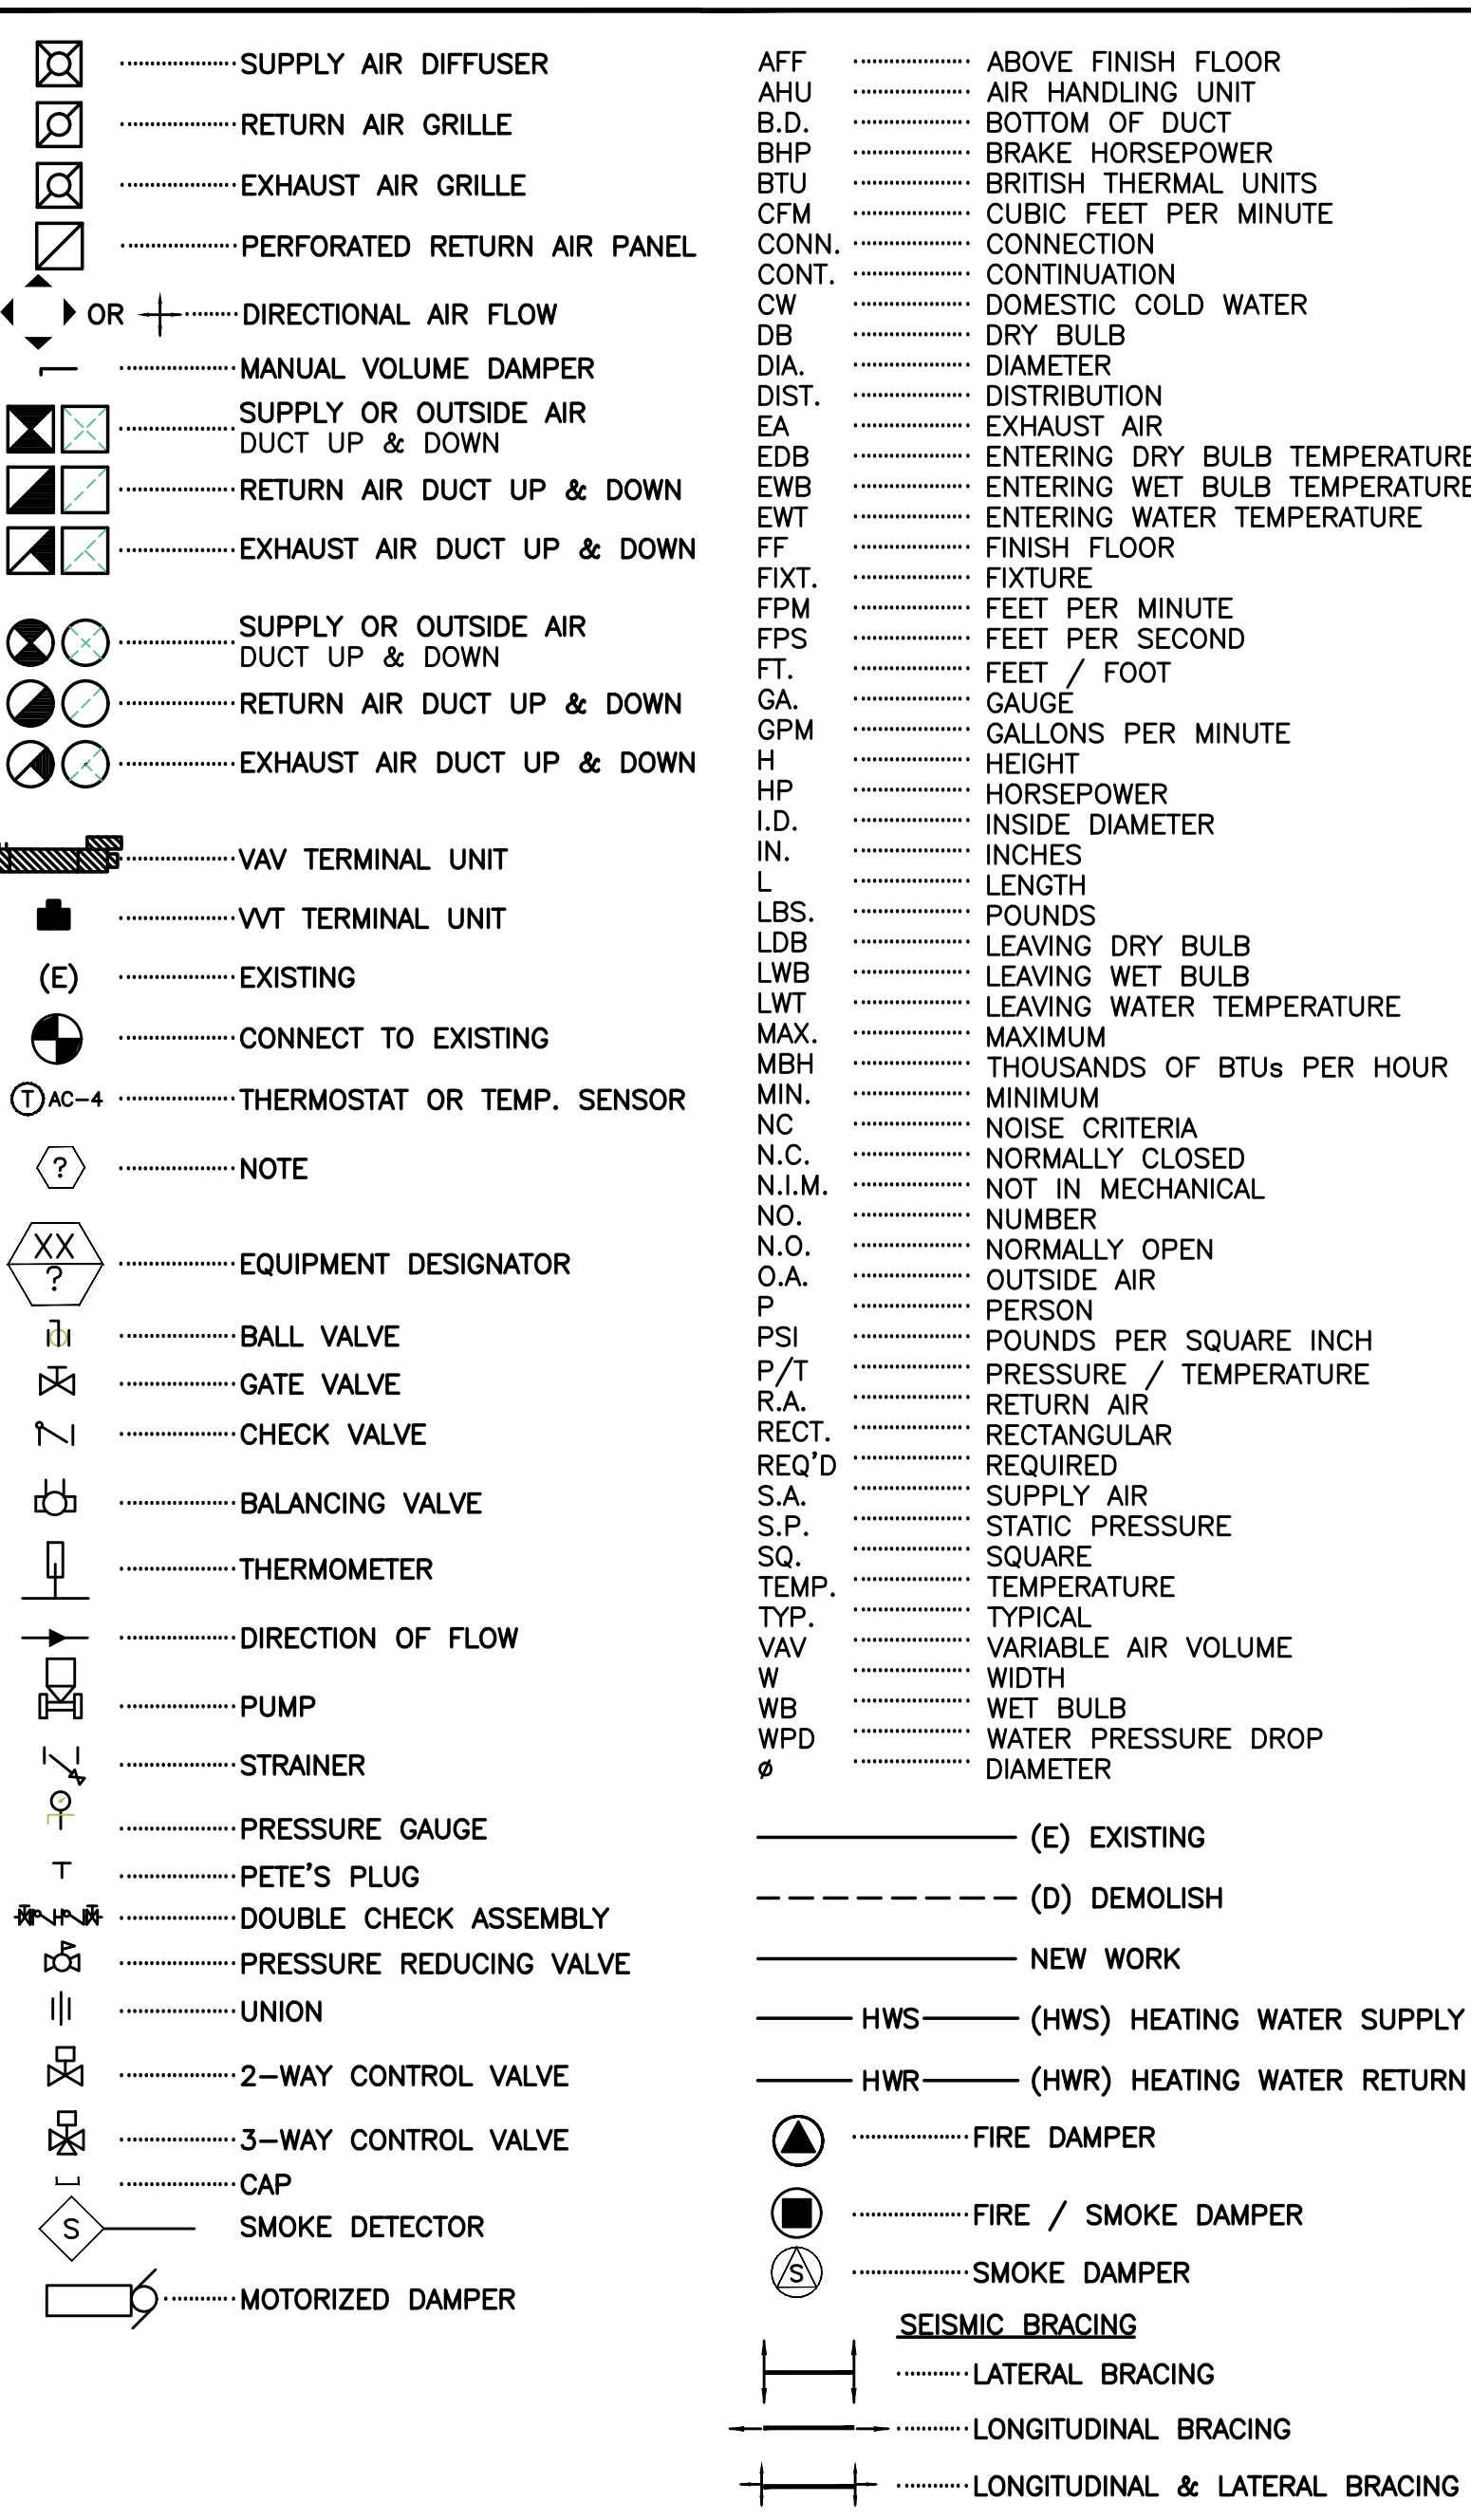 SUPPLY AIR DIFFUSER
RETURN AIR GRILLE
EXHAUST AIR GRILLE
PERFORATED RETURN AIR PANEL
OR DIRECTIONAL AIR FLOW
MANUAL VOLUME DAMPER
SUPPLY OR OUTSIDE AIR
DUCT UP & DOWN
RETURN AIR DUCT UP & DOWN
EXHAUST AIR DUCT UP & DOWN
SUPPLY OR OUTSIDE AIR
DUCT UP & DOWN
RETURN AIR DUCT UP & DOWN
EXHAUST AIR DUCT UP & DOWN
VAV TERMINAL UNIT
VVT TERMINAL UNIT
(E) EXISTING
CONNECT TO EXISTING
T AC-4 THERMOSTAT OR TEMP. SENSOR
? NOTE
XX
? EQUIPMENT DESIGNATOR
BALL VALVE
GATE VALVE
CHECK VALVE
BALANCING VALVE
THERMOMETER
DIRECTION OF FLOW
PUMP
STRAINER
PRESSURE GAUGE
PETE'S PLUG
DOUBLE CHECK ASSEMBLY
PRESSURE REDUCING VALVE
UNION
2-WAY CONTROL VALVE
3-WAY CONTROL VALVE
CAP
S SMOKE DETECTOR
MOTORIZED DAMPER
AFF ABOVE FINISH FLOOR
AHU AIR HANDLING UNIT
B.D. BOTTOM OF DUCT
BHP BRAKE HORSEPOWER
BTU BRITISH THERMAL UNITS
CFM CUBIC FEET PER MINUTE
CONN. CONNECTION
CONT. CONTINUATION
CW DOMESTIC COLD WATER
DB DRY BULB
DIA. DIAMETER
DIST. DISTRIBUTION
EA EXHAUST AIR
EDB ENTERING DRY BULB TEMPERATURE
EWB ENTERING WET BULB TEMPERATURE
EWT ENTERING WATER TEMPERATURE
FF FINISH FLOOR
FIXT. FIXTURE
FPM FEET PER MINUTE
FPS FEET PER SECOND
FT. FEET / FOOT
GA. GAUGE
GPM GALLONS PER MINUTE
H HEIGHT
HP HORSEPOWER
I.D. INSIDE DIAMETER
IN. INCHES
L LENGTH
LBS. POUNDS
LDB LEAVING DRY BULB
LWB LEAVING WET BULB
LWT LEAVING WATER TEMPERATURE
MAX. MAXIMUM
MBH THOUSANDS OF BTUs PER HOUR
MIN. MINIMUM
NC NOISE CRITERIA
N.C. NORMALLY CLOSED
N.I.M. NOT IN MECHANICAL
NO. NUMBER
N.O. NORMALLY OPEN
O.A. OUTSIDE AIR
P PERSON
PSI POUNDS PER SQUARE INCH
P/T PRESSURE / TEMPERATURE
R.A. RETURN AIR
RECT. RECTANGULAR
REQ'D REQUIRED
S.A. SUPPLY AIR
S.P. STATIC PRESSURE
SQ. SQUARE
TEMP. TEMPERATURE
TYP. TYPICAL
VAV VARIABLE AIR VOLUME
W WIDTH
WB WET BULB
WPD WATER PRESSURE DROP
ø DIAMETER
(E) EXISTING
(D) DEMOLISH
NEW WORK
HWS (HWS) HEATING WATER SUPPLY
HWR (HWR) HEATING WATER RETURN
FIRE DAMPER
FIRE / SMOKE DAMPER
S SMOKE DAMPER
SEISMIC BRACING
LATERAL BRACING
LONGITUDINAL BRACING
LONGITUDINAL & LATERAL BRACING